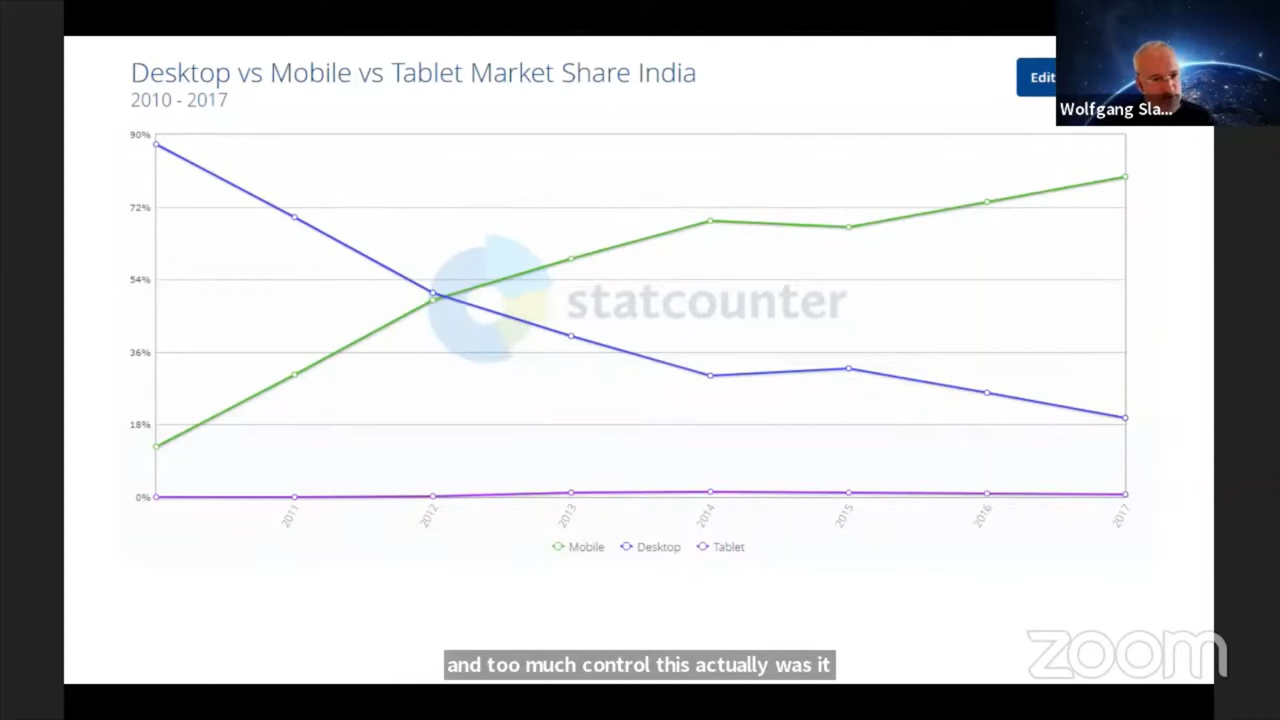 Desktop vs Mobile vs Tablet Market Share India
2010 - 2017
Edit
Wolfgang Sla...
90%
72%
54%
36%
18%
0%
statcounter
2011
2012
2013
2014
2015
2016
2017
Mobile Desktop Tablet
and too much control this actually was it
zoom